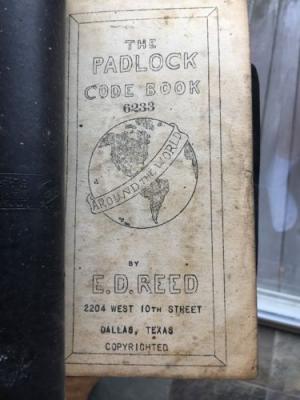 THE
PADLOCK
CODE BOOK
6233
AROUND THE WORLD
BY
E.D.REED
2204 WEST 10TH STREET
DALLAS, TEXAS
COPYRIGHTED